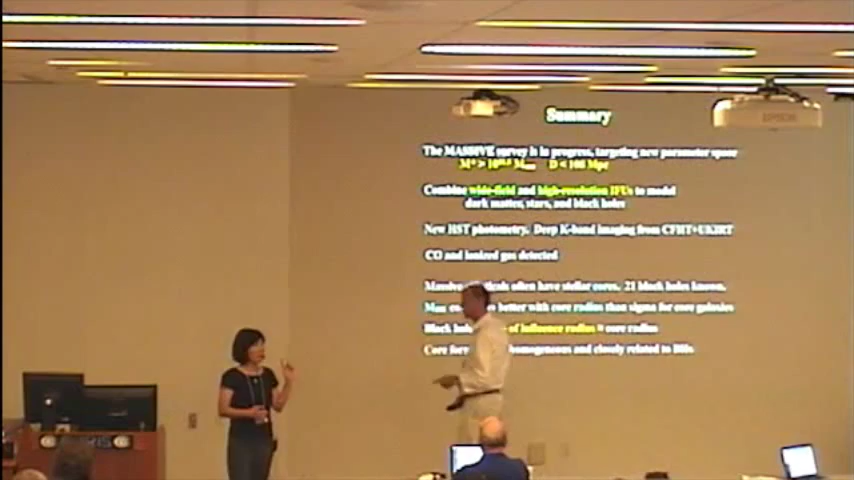 Summary
EPSON
The MASSIVE survey is in progress, targeting new parameter space
D < 108 Mpc
Combine wide-field and high-resolution IFUs to model
dark matter, stars, and black holes
New HST photometry. Deep K-band imaging from CFHT+UKIRT
CO and ionized gas detected
Massive often have stellar cores. 21 black holes known.
better with core radius than sigma for core galaxies
Black of influence radius = core radius
Core homogeneous and closely related to BHs